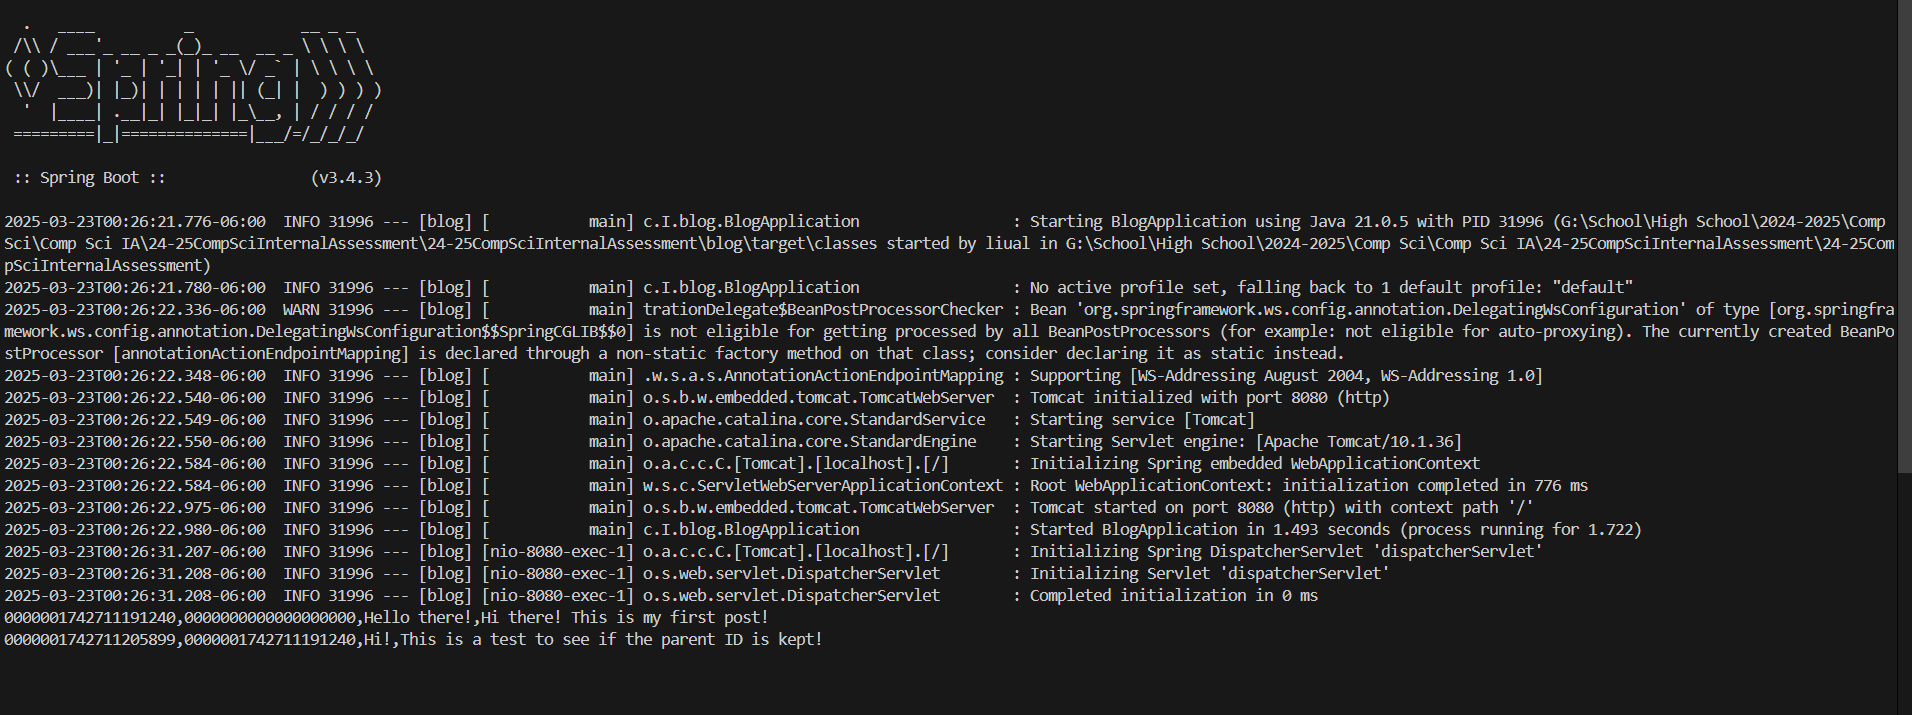 .   ____          _            __ _ _
 /\\ / ___'_ __ _ _(_)_ __  __ _ \ \ \ \
( ( )\___ | '_ | '_| | '_ \/ _` | \ \ \ \
 \\/  ___)| |_)| | | | | || (_| |  ) ) ) )
  '  |____| .__|_| |_|_| |_\__, | / / / /
 =========|_|==============|___/=/_/_/_/

 :: Spring Boot ::                (v3.4.3)

2025-03-23T00:26:21.776-06:00  INFO 31996 --- [blog] [           main] c.I.blog.BlogApplication                 : Starting BlogApplication using Java 21.0.5 with PID 31996 (G:\School\High School\2024-2025\Comp
Sci\Comp Sci IA\24-25CompSciInternalAssessment\24-25CompSciInternalAssessment\blog\target\classes started by liual in G:\School\High School\2024-2025\Comp Sci\Comp Sci IA\24-25CompSciInternalAssessment\24-25Com
pSciInternalAssessment)
2025-03-23T00:26:21.780-06:00  INFO 31996 --- [blog] [           main] c.I.blog.BlogApplication                 : No active profile set, falling back to 1 default profile: "default"
2025-03-23T00:26:22.336-06:00  WARN 31996 --- [blog] [           main] trationDelegate$BeanPostProcessorChecker : Bean 'org.springframework.ws.config.annotation.DelegatingWsConfiguration' of type [org.springfra
mework.ws.config.annotation.DelegatingWsConfiguration$$SpringCGLIB$$0] is not eligible for getting processed by all BeanPostProcessors (for example: not eligible for auto-proxying). The currently created BeanPo
stProcessor [annotationActionEndpointMapping] is declared through a non-static factory method on that class; consider declaring it as static instead.
2025-03-23T00:26:22.348-06:00  INFO 31996 --- [blog] [           main] .w.s.a.s.AnnotationActionEndpointMapping : Supporting [WS-Addressing August 2004, WS-Addressing 1.0]
2025-03-23T00:26:22.540-06:00  INFO 31996 --- [blog] [           main] o.s.b.w.embedded.tomcat.TomcatWebServer  : Tomcat initialized with port 8080 (http)
2025-03-23T00:26:22.549-06:00  INFO 31996 --- [blog] [           main] o.apache.catalina.core.StandardService   : Starting service [Tomcat]
2025-03-23T00:26:22.550-06:00  INFO 31996 --- [blog] [           main] o.apache.catalina.core.StandardEngine    : Starting Servlet engine: [Apache Tomcat/10.1.36]
2025-03-23T00:26:22.584-06:00  INFO 31996 --- [blog] [           main] o.a.c.c.C.[Tomcat].[localhost].[/]       : Initializing Spring embedded WebApplicationContext
2025-03-23T00:26:22.584-06:00  INFO 31996 --- [blog] [           main] w.s.c.ServletWebServerApplicationContext : Root WebApplicationContext: initialization completed in 776 ms
2025-03-23T00:26:22.975-06:00  INFO 31996 --- [blog] [           main] o.s.b.w.embedded.tomcat.TomcatWebServer  : Tomcat started on port 8080 (http) with context path '/'
2025-03-23T00:26:22.980-06:00  INFO 31996 --- [blog] [           main] c.I.blog.BlogApplication                 : Started BlogApplication in 1.493 seconds (process running for 1.722)
2025-03-23T00:26:31.207-06:00  INFO 31996 --- [blog] [nio-8080-exec-1] o.a.c.c.C.[Tomcat].[localhost].[/]       : Initializing Spring DispatcherServlet 'dispatcherServlet'
2025-03-23T00:26:31.208-06:00  INFO 31996 --- [blog] [nio-8080-exec-1] o.s.web.servlet.DispatcherServlet        : Initializing Servlet 'dispatcherServlet'
2025-03-23T00:26:31.208-06:00  INFO 31996 --- [blog] [nio-8080-exec-1] o.s.web.servlet.DispatcherServlet        : Completed initialization in 0 ms
0000001742711191240,0000000000000000000,Hello there!,Hi there! This is my first post!
0000001742711205899,0000001742711191240,Hi!,This is a test to see if the parent ID is kept!